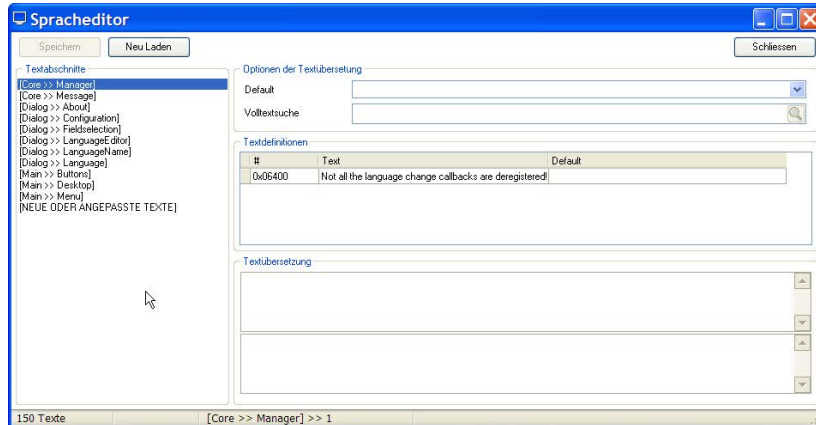 Spracheditor
Speichern Neu Laden Schliessen
Textabschnitte
[Core >> Manager]
[Core >> Message]
[Dialog >> About]
[Dialog >> Configuration]
[Dialog >> Fieldselection]
[Dialog >> LanguageEditor]
[Dialog >> LanguageName]
[Dialog >> Language]
[Main >> Buttons]
[Main >> Desktop]
[Main >> Menu]
[NEUE ODER ANGEPASSTE TEXTE]
Optionen der Textübersetung
Default
Volltextsuche
Textdefinitionen
# Text Default
0x06400 Not all the language change callbacks are deregistered!
Textübersetzung
150 Texte [Core >> Manager] >> 1